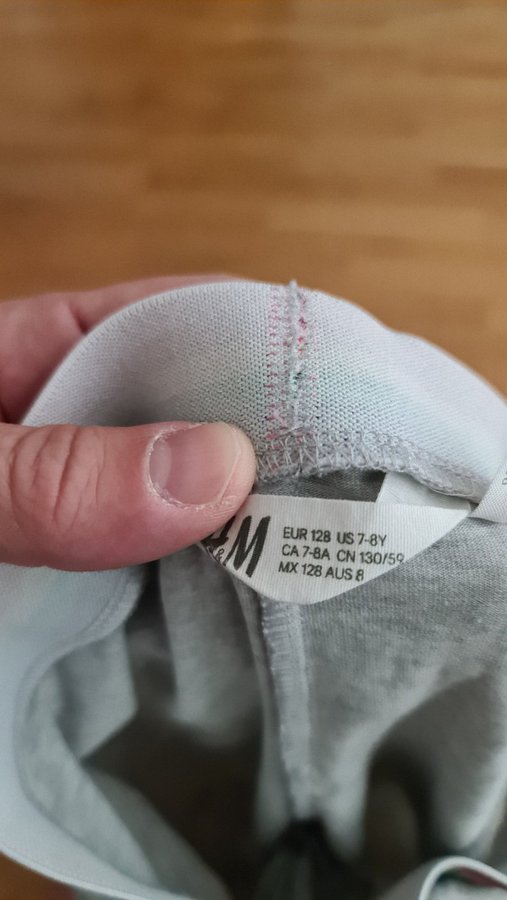 &M
EUR 128 US 7-8Y
CA 7-8A CN 130/59
MX 128 AUS 8